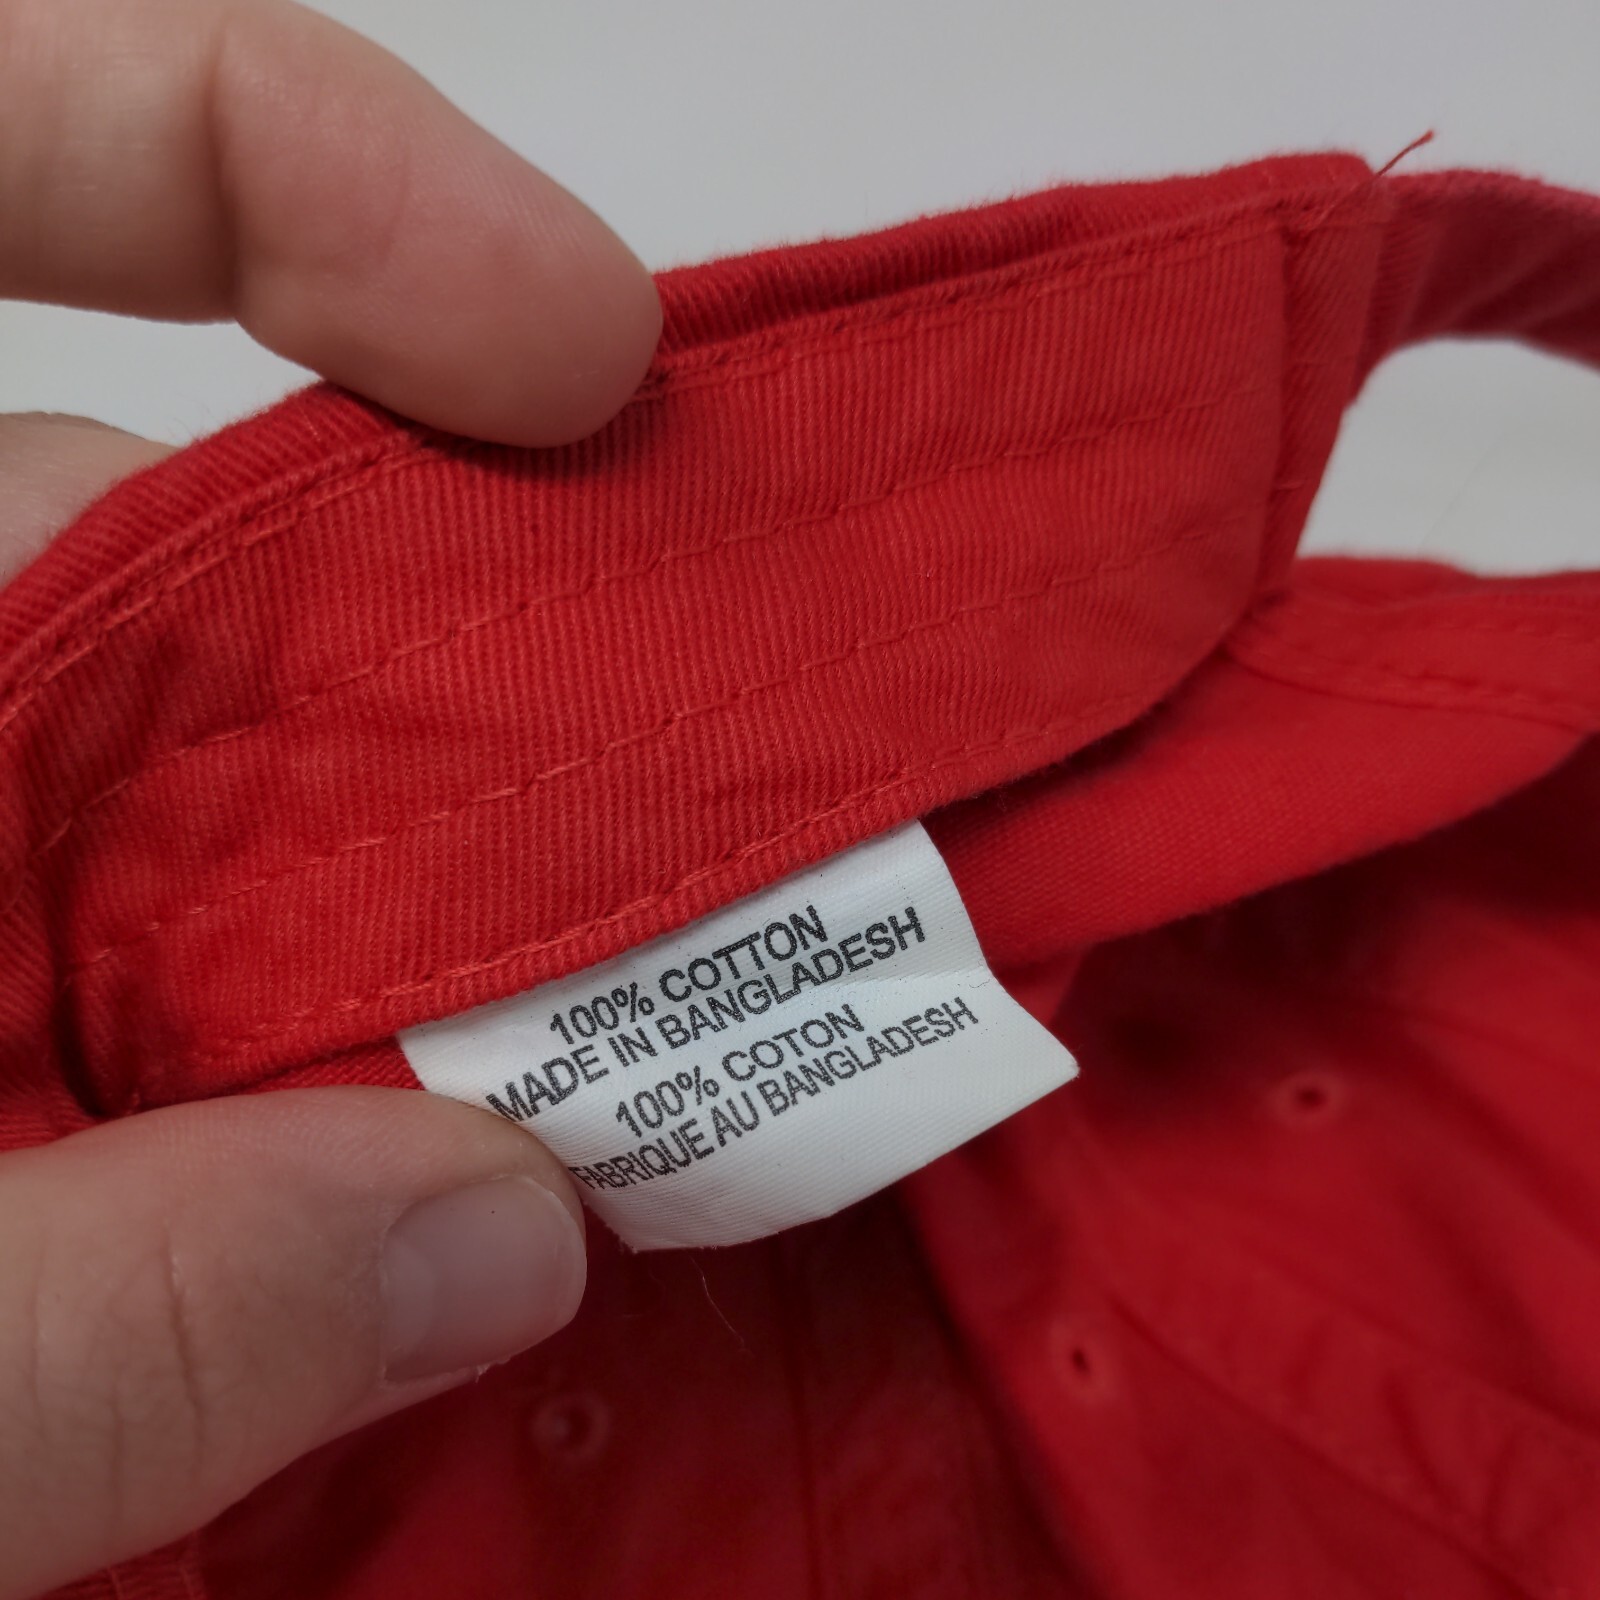 100% COTTON
MADE IN BANGLADESH
100% COTON
FABRIQUE AU BANGLADESH